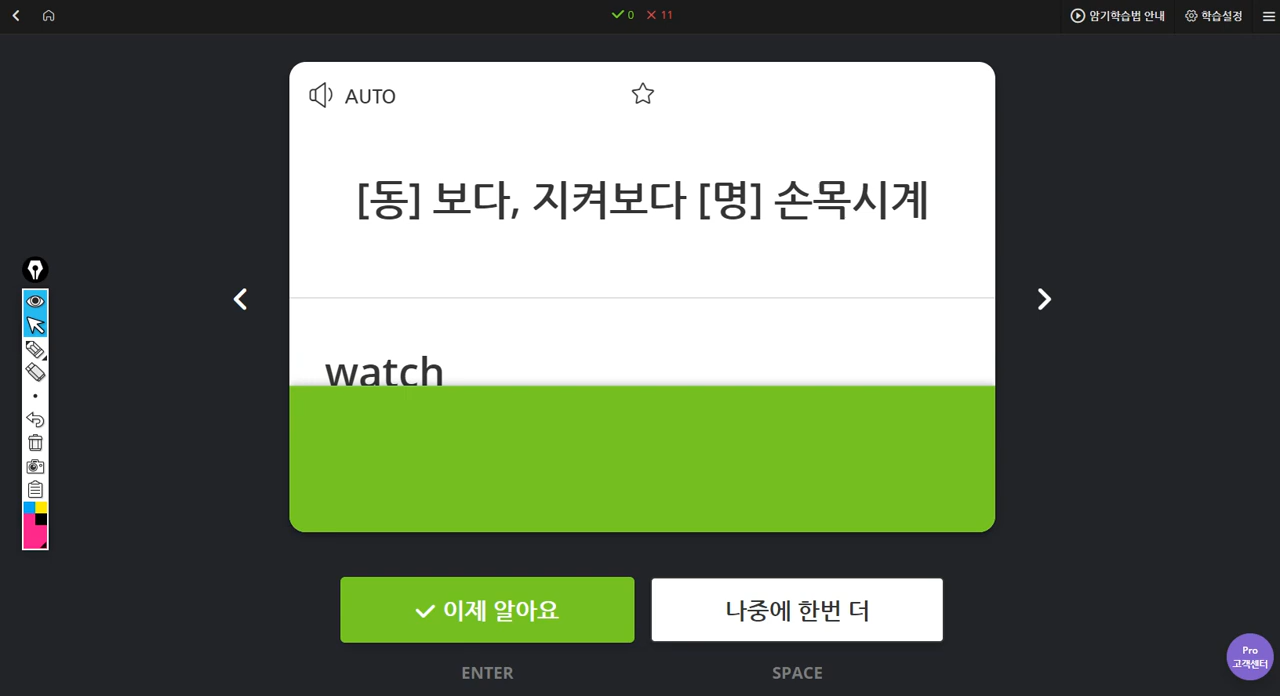 0 11 암기학습법 안내 학습설정
AUTO
[동] 보다, 지켜보다 [명] 손목시계
watch
이제 알아요 나중에 한번 더
ENTER SPACE
Pro
고객센터